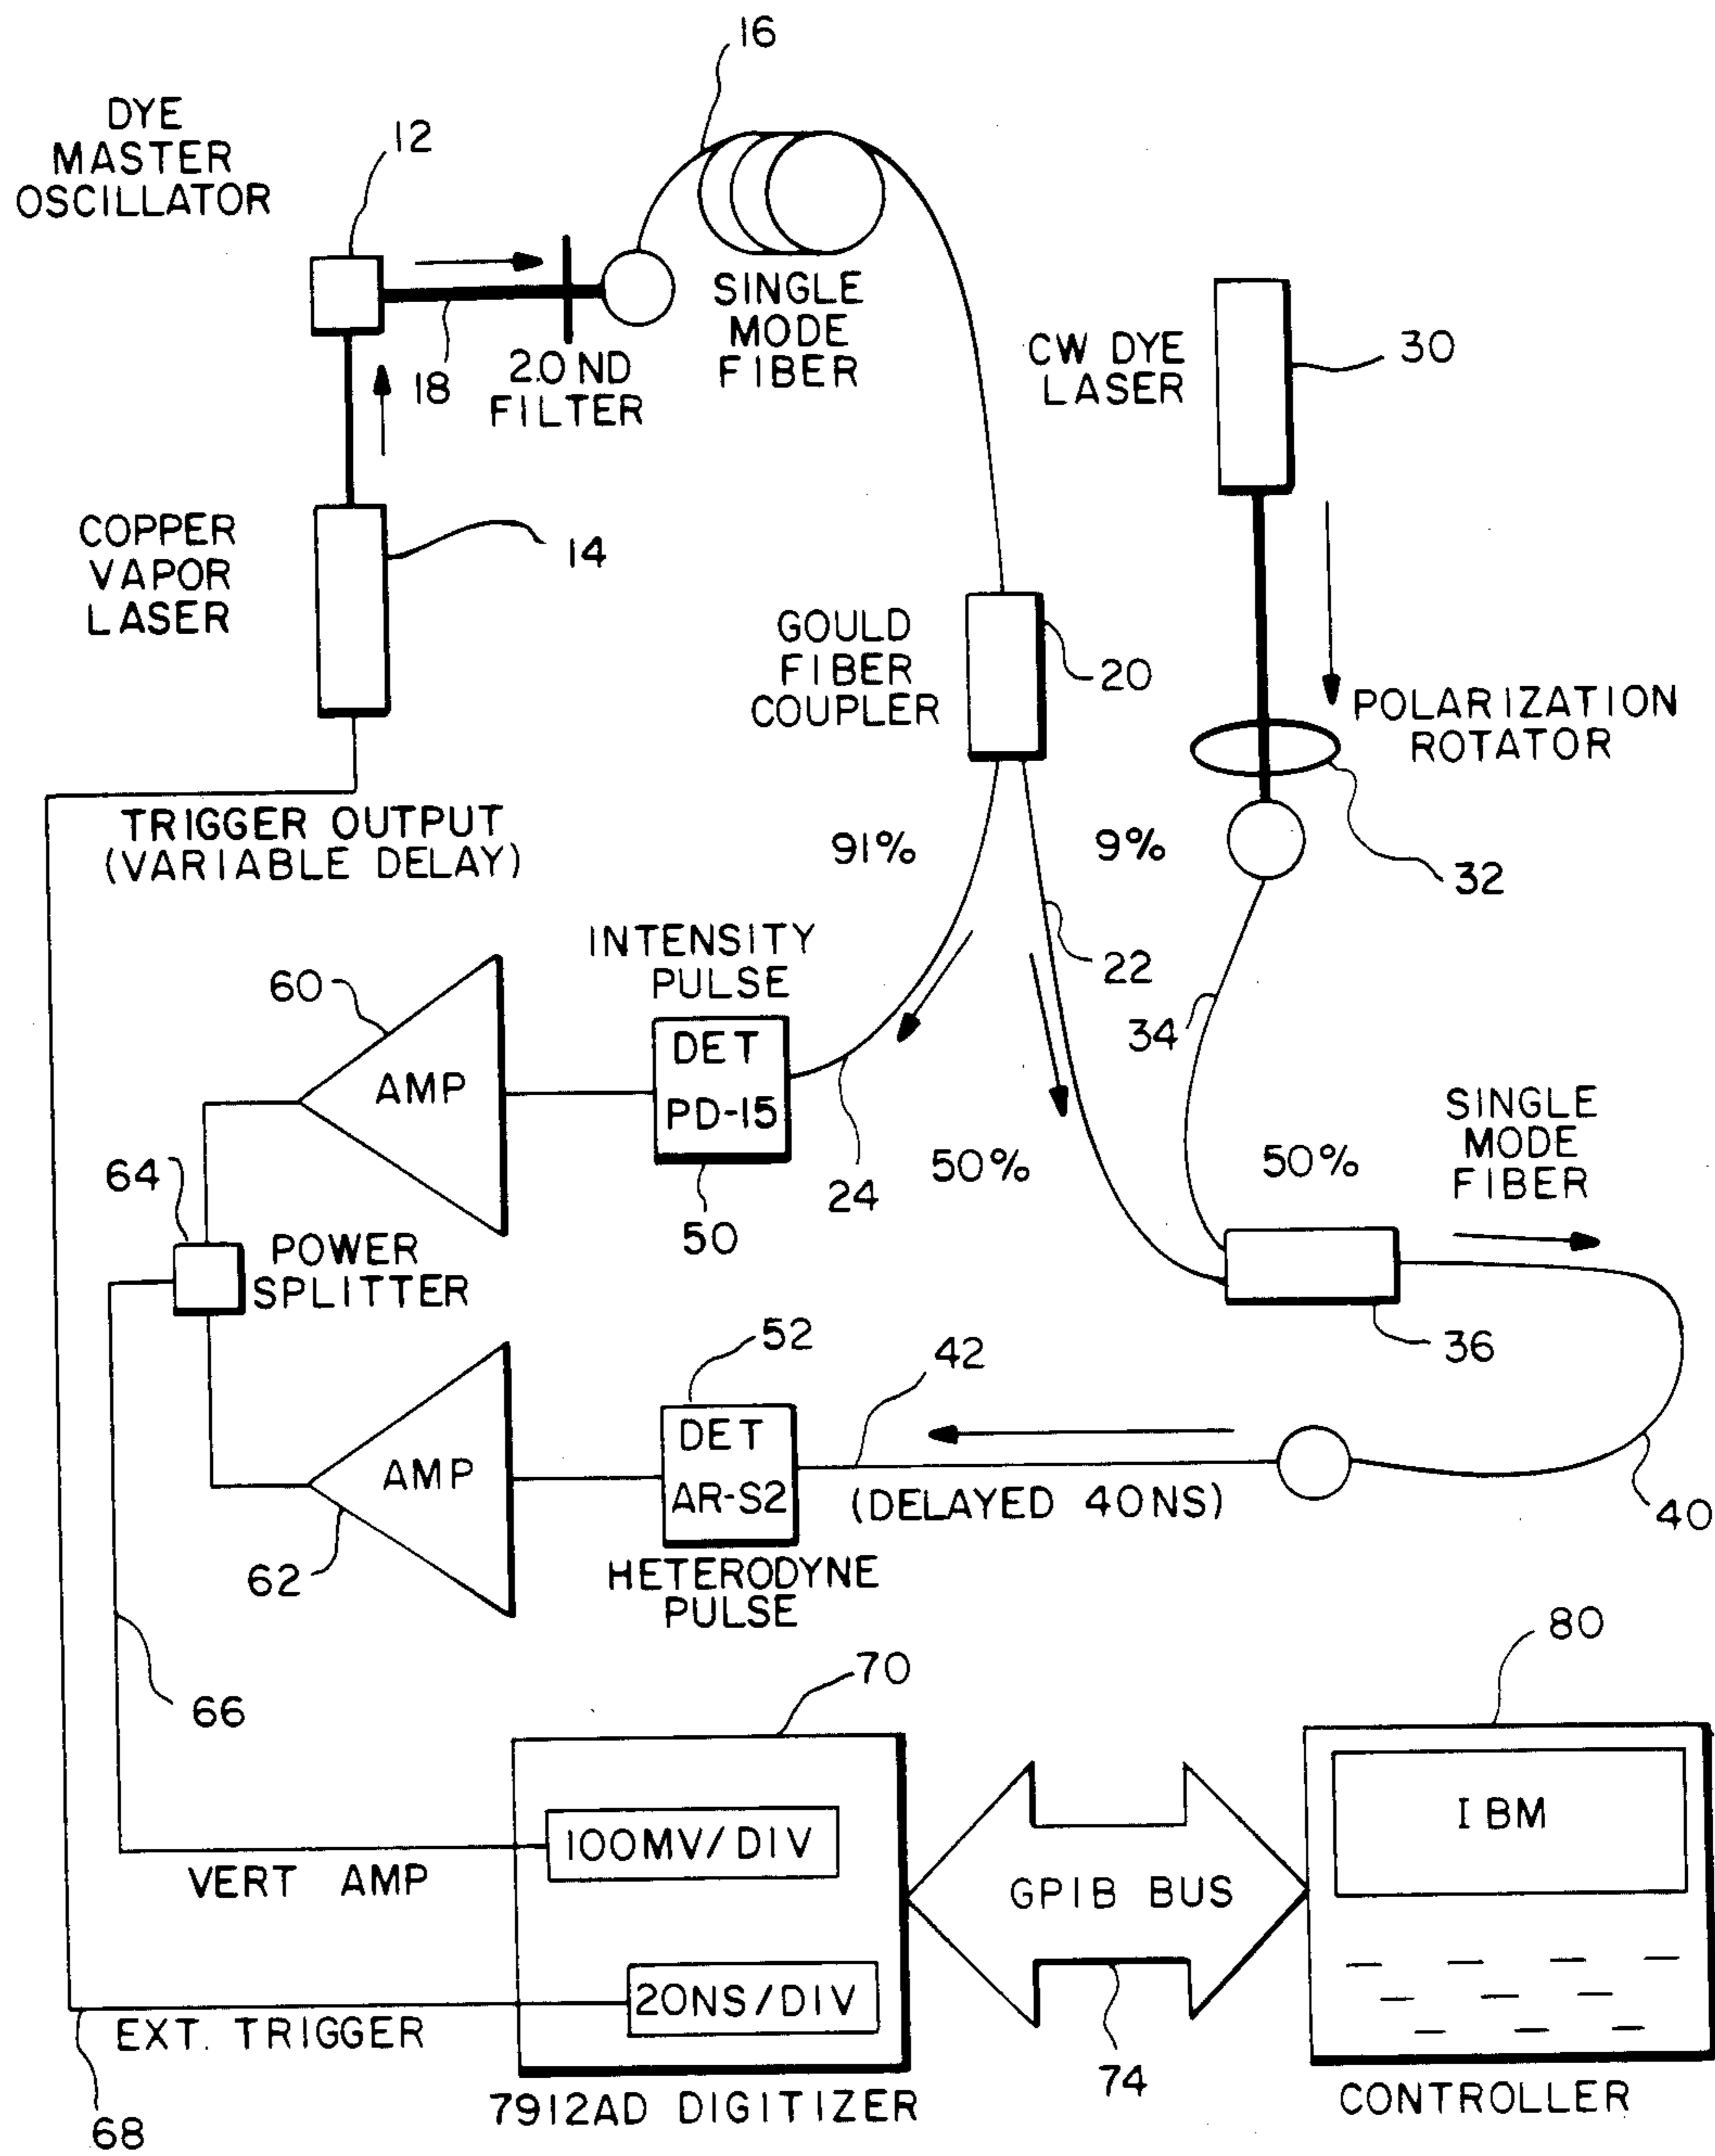 16
DYE
MASTER
OSCILLATOR
12
SINGLE
MODE
FIBER
18
2.0 ND
FILTER
CW DYE
LASER
30
COPPER
VAPOR
LASER
14
GOULD
FIBER
COUPLER
20
POLARIZATION
ROTATOR
32
TRIGGER OUTPUT
(VARIABLE DELAY)
91%
9%
INTENSITY
PULSE
22
34
60
AMP
DET
PD-15
50
24
50%
50%
SINGLE
MODE
FIBER
64
POWER
SPLITTER
36
52
42
DET
AR-S2
AMP
62
(DELAYED 40NS)
40
HETERODYNE
PULSE
66
70
80
100MV/DIV
VERT AMP
IBM
GPIB BUS
20NS/DIV
EXT. TRIGGER
74
68
7912AD DIGITIZER
CONTROLLER